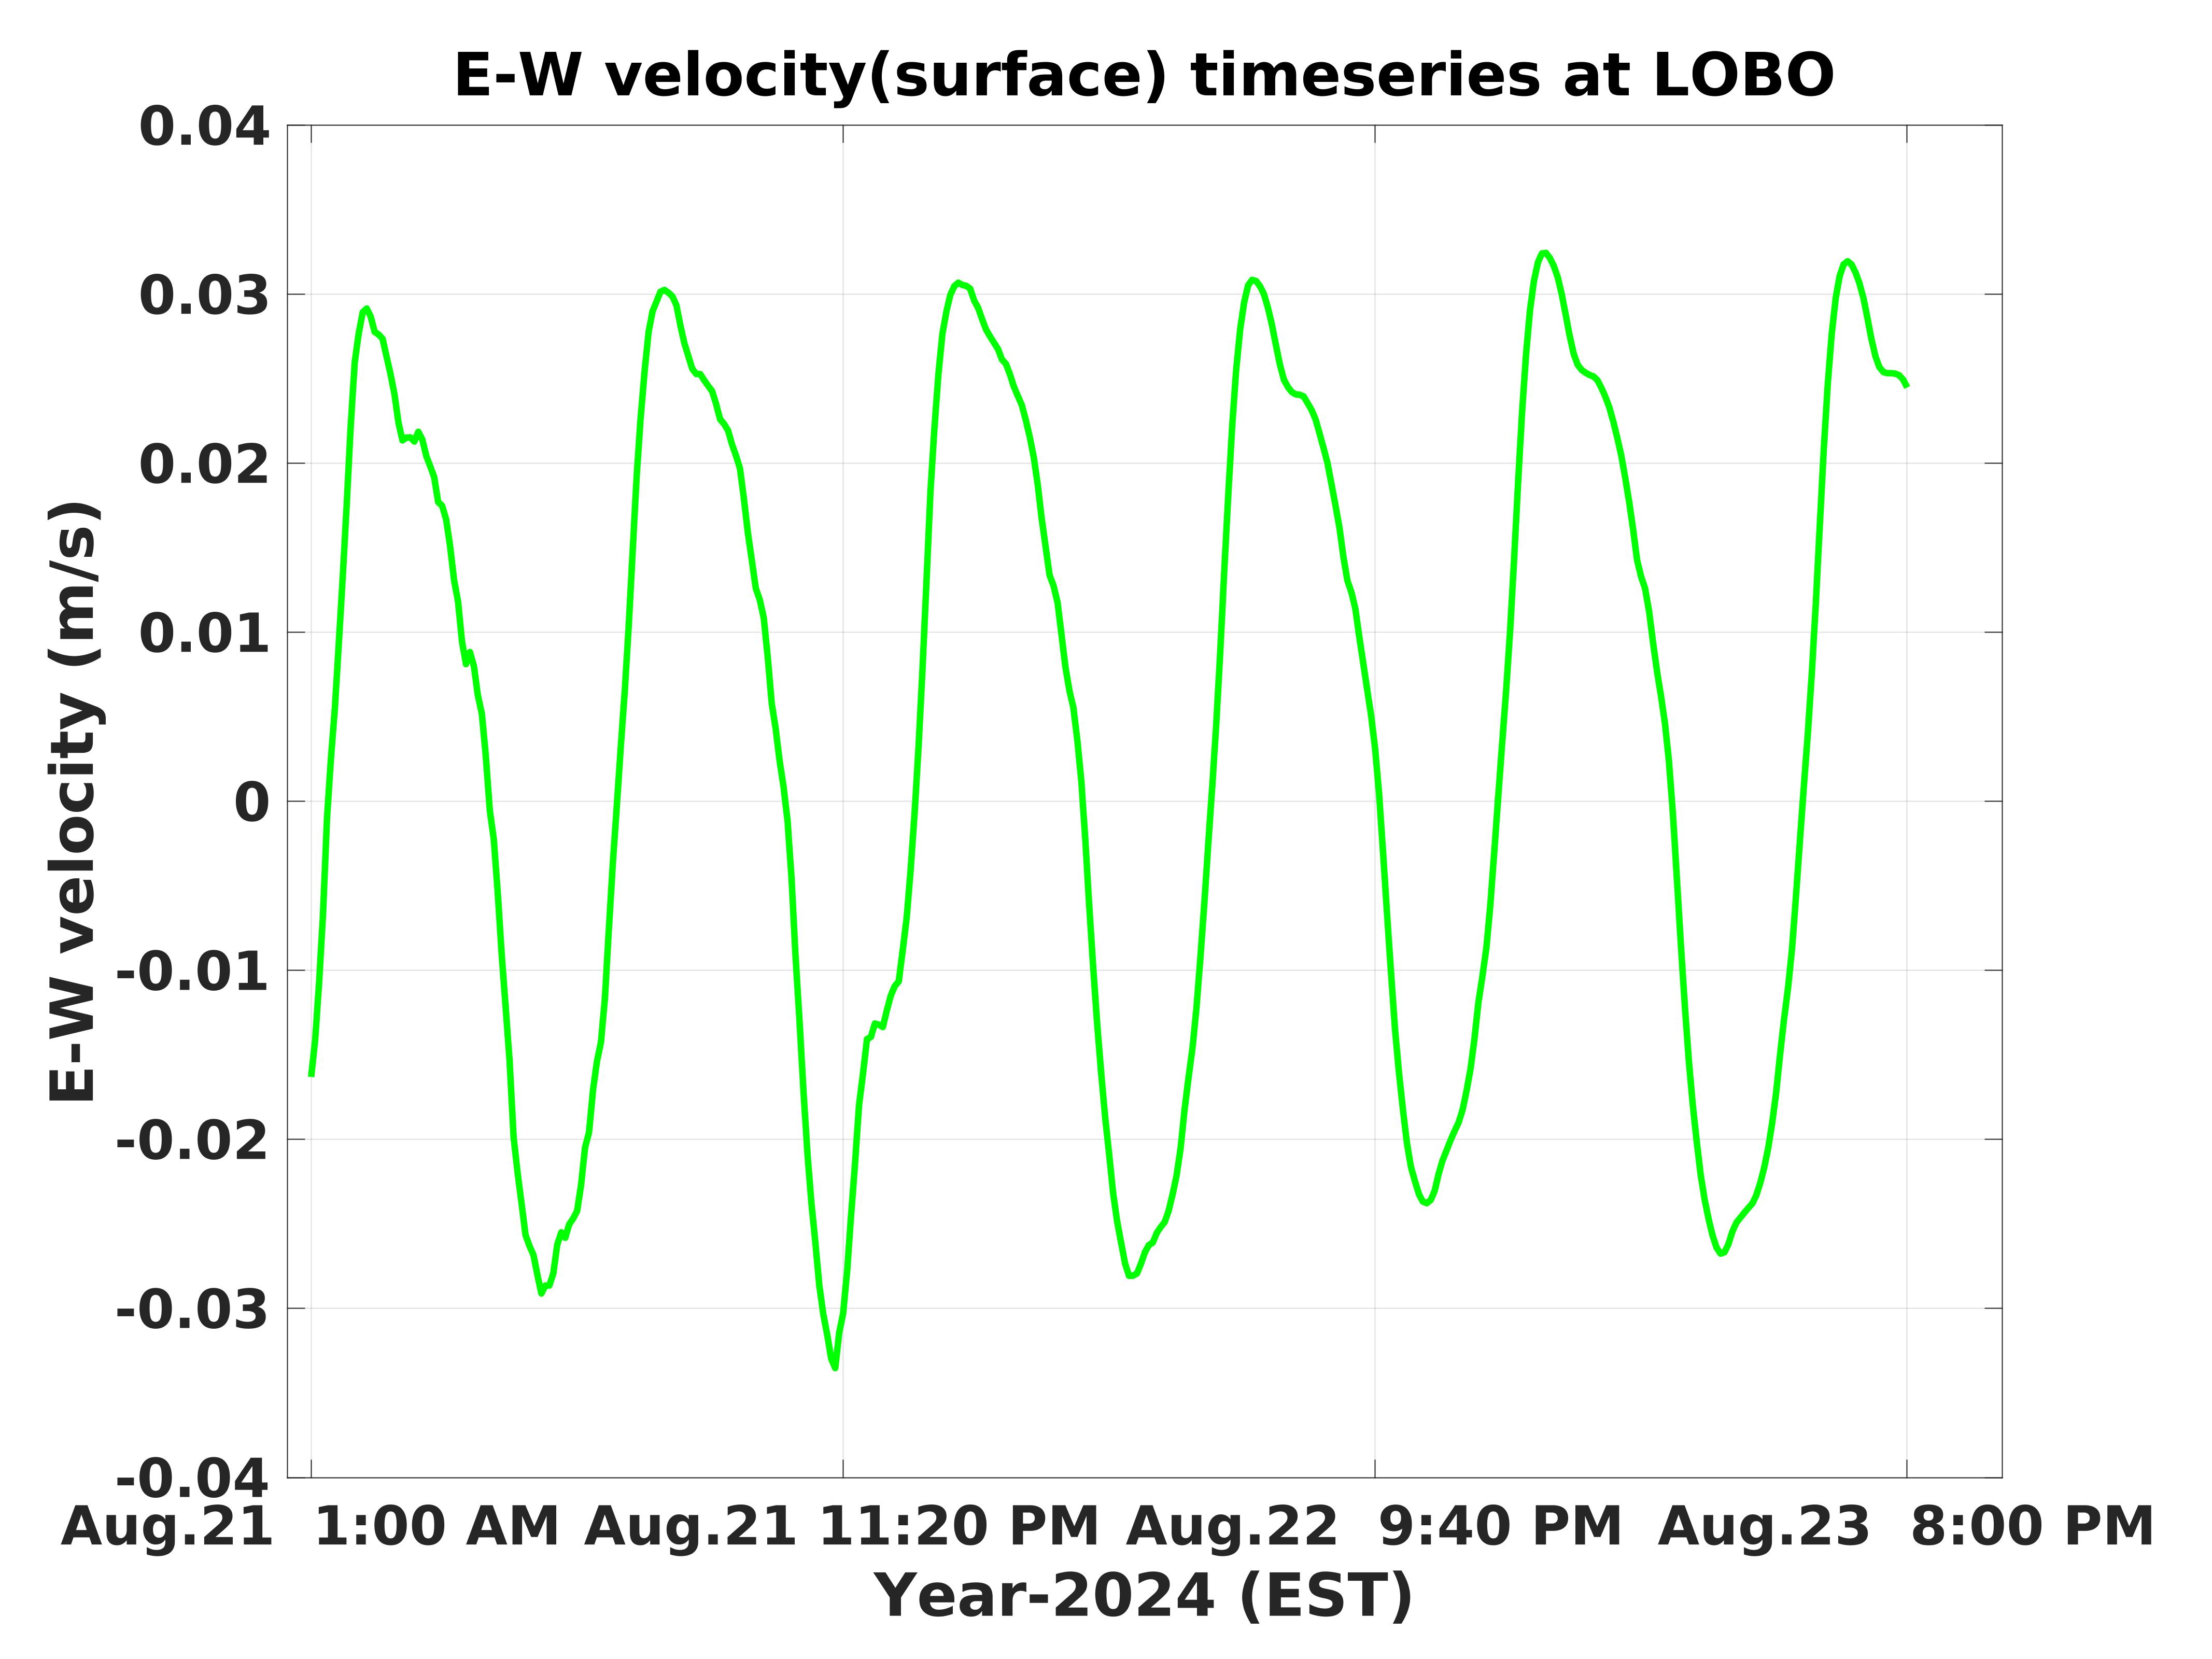 E-W velocity(surface) timeseries at LOBO
E-W velocity (m/s)
0.04
0.03
0.02
0.01
0
-0.01
-0.02
-0.03
-0.04
Aug.21 1:00 AM Aug.21 11:20 PM Aug.22 9:40 PM Aug.23 8:00 PM
Year-2024 (EST)